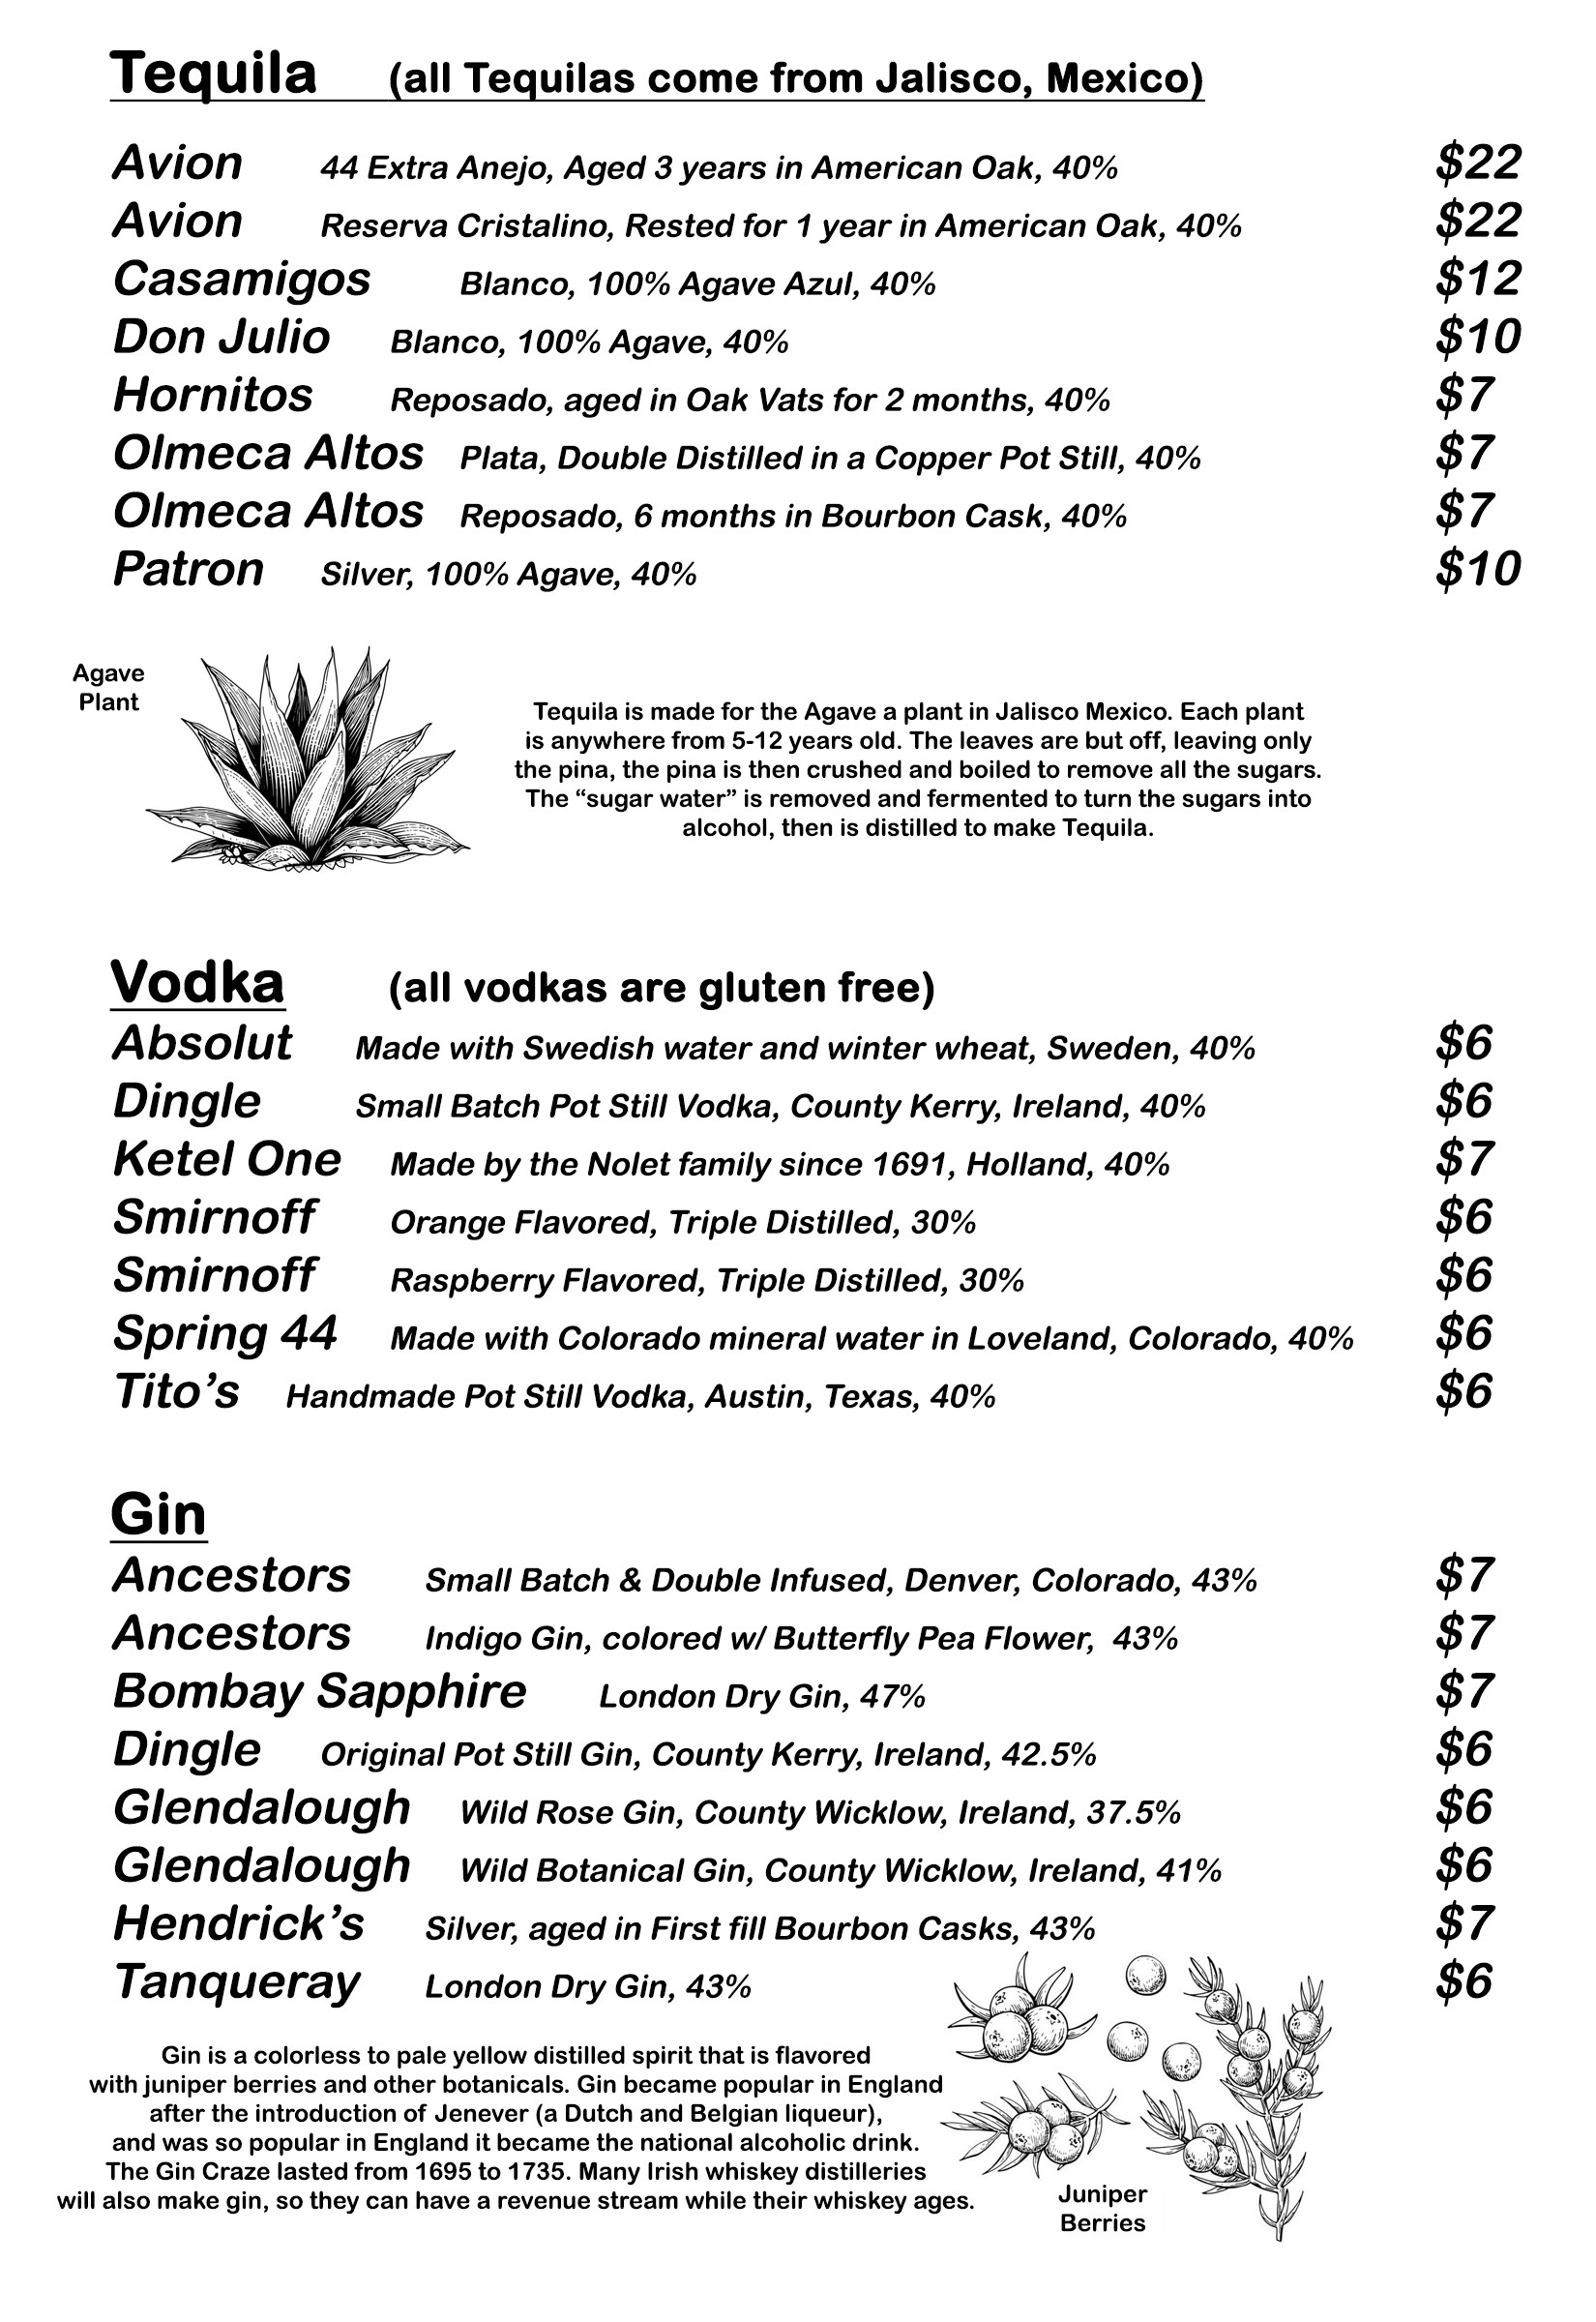 Tequila (all Tequilas come from Jalisco, Mexico)
Avion 44 Extra Anejo, Aged 3 years in American Oak, 40% $22
Avion Reserva Cristalino, Rested for 1 year in American Oak, 40% $22
Casamigos Blanco, 100% Agave Azul, 40% $12
Don Julio Blanco, 100% Agave, 40% $10
Hornitos Reposado, aged in Oak Vats for 2 months, 40% $7
Olmeca Altos Plata, Double Distilled in a Copper Pot Still, 40% $7
Olmeca Altos Reposado, 6 months in Bourbon Cask, 40% $7
Patron Silver, 100% Agave, 40% $10
Agave
Plant
Tequila is made for the Agave a plant in Jalisco Mexico. Each plant
is anywhere from 5-12 years old. The leaves are but off, leaving only
the pina, the pina is then crushed and boiled to remove all the sugars.
The “sugar water” is removed and fermented to turn the sugars into
alcohol, then is distilled to make Tequila.
Vodka (all vodkas are gluten free)
Absolut Made with Swedish water and winter wheat, Sweden, 40% $6
Dingle Small Batch Pot Still Vodka, County Kerry, Ireland, 40% $6
Ketel One Made by the Nolet family since 1691, Holland, 40% $7
Smirnoff Orange Flavored, Triple Distilled, 30% $6
Smirnoff Raspberry Flavored, Triple Distilled, 30% $6
Spring 44 Made with Colorado mineral water in Loveland, Colorado, 40% $6
Tito’s Handmade Pot Still Vodka, Austin, Texas, 40% $6
Gin
Ancestors Small Batch & Double Infused, Denver, Colorado, 43% $7
Ancestors Indigo Gin, colored w/ Butterfly Pea Flower, 43% $7
Bombay Sapphire London Dry Gin, 47% $7
Dingle Original Pot Still Gin, County Kerry, Ireland, 42.5% $6
Glendalough Wild Rose Gin, County Wicklow, Ireland, 37.5% $6
Glendalough Wild Botanical Gin, County Wicklow, Ireland, 41% $6
Hendrick’s Silver, aged in First fill Bourbon Casks, 43% $7
Tanqueray London Dry Gin, 43% $6
Gin is a colorless to pale yellow distilled spirit that is flavored
with juniper berries and other botanicals. Gin became popular in England
after the introduction of Jenever (a Dutch and Belgian liqueur),
and was so popular in England it became the national alcoholic drink.
The Gin Craze lasted from 1695 to 1735. Many Irish whiskey distilleries
will also make gin, so they can have a revenue stream while their whiskey ages.
Juniper
Berries